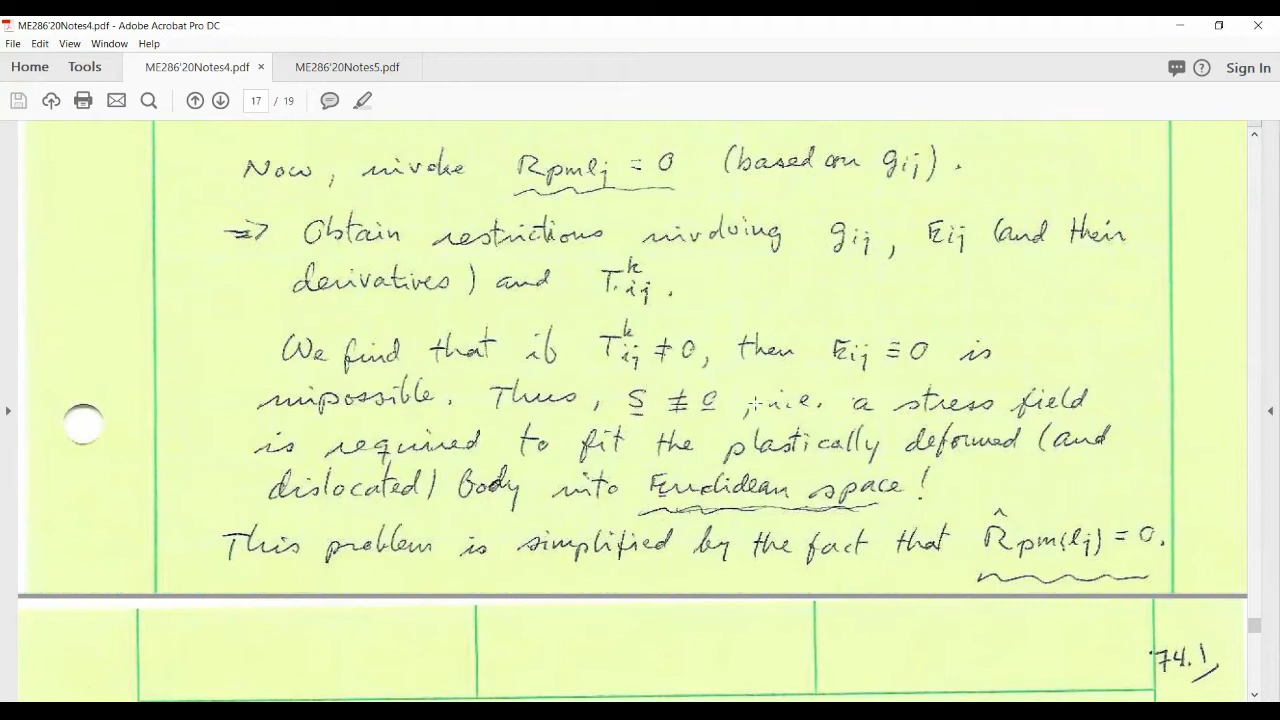 ME286'20Notes4.pdf - Adobe Acrobat Pro DC
File Edit View Window Help
Home Tools ME286'20Notes4.pdf × ME286'20Notes5.pdf Sign In
17 / 19
Now, invoke Rpmlj = 0 (based on gij).
⇒ Obtain restrictions involving gij, Eij (and their
derivatives) and T.ij^k.
We find that if T.ij^k ≠ 0, then Eij ≡ 0 is
impossible. Thus, S ≢ 0, i.e. a stress field
is required to fit the plastically deformed (and
dislocated) body into Euclidean space!
This problem is simplified by the fact that R̂pm(lj) = 0.
74.1